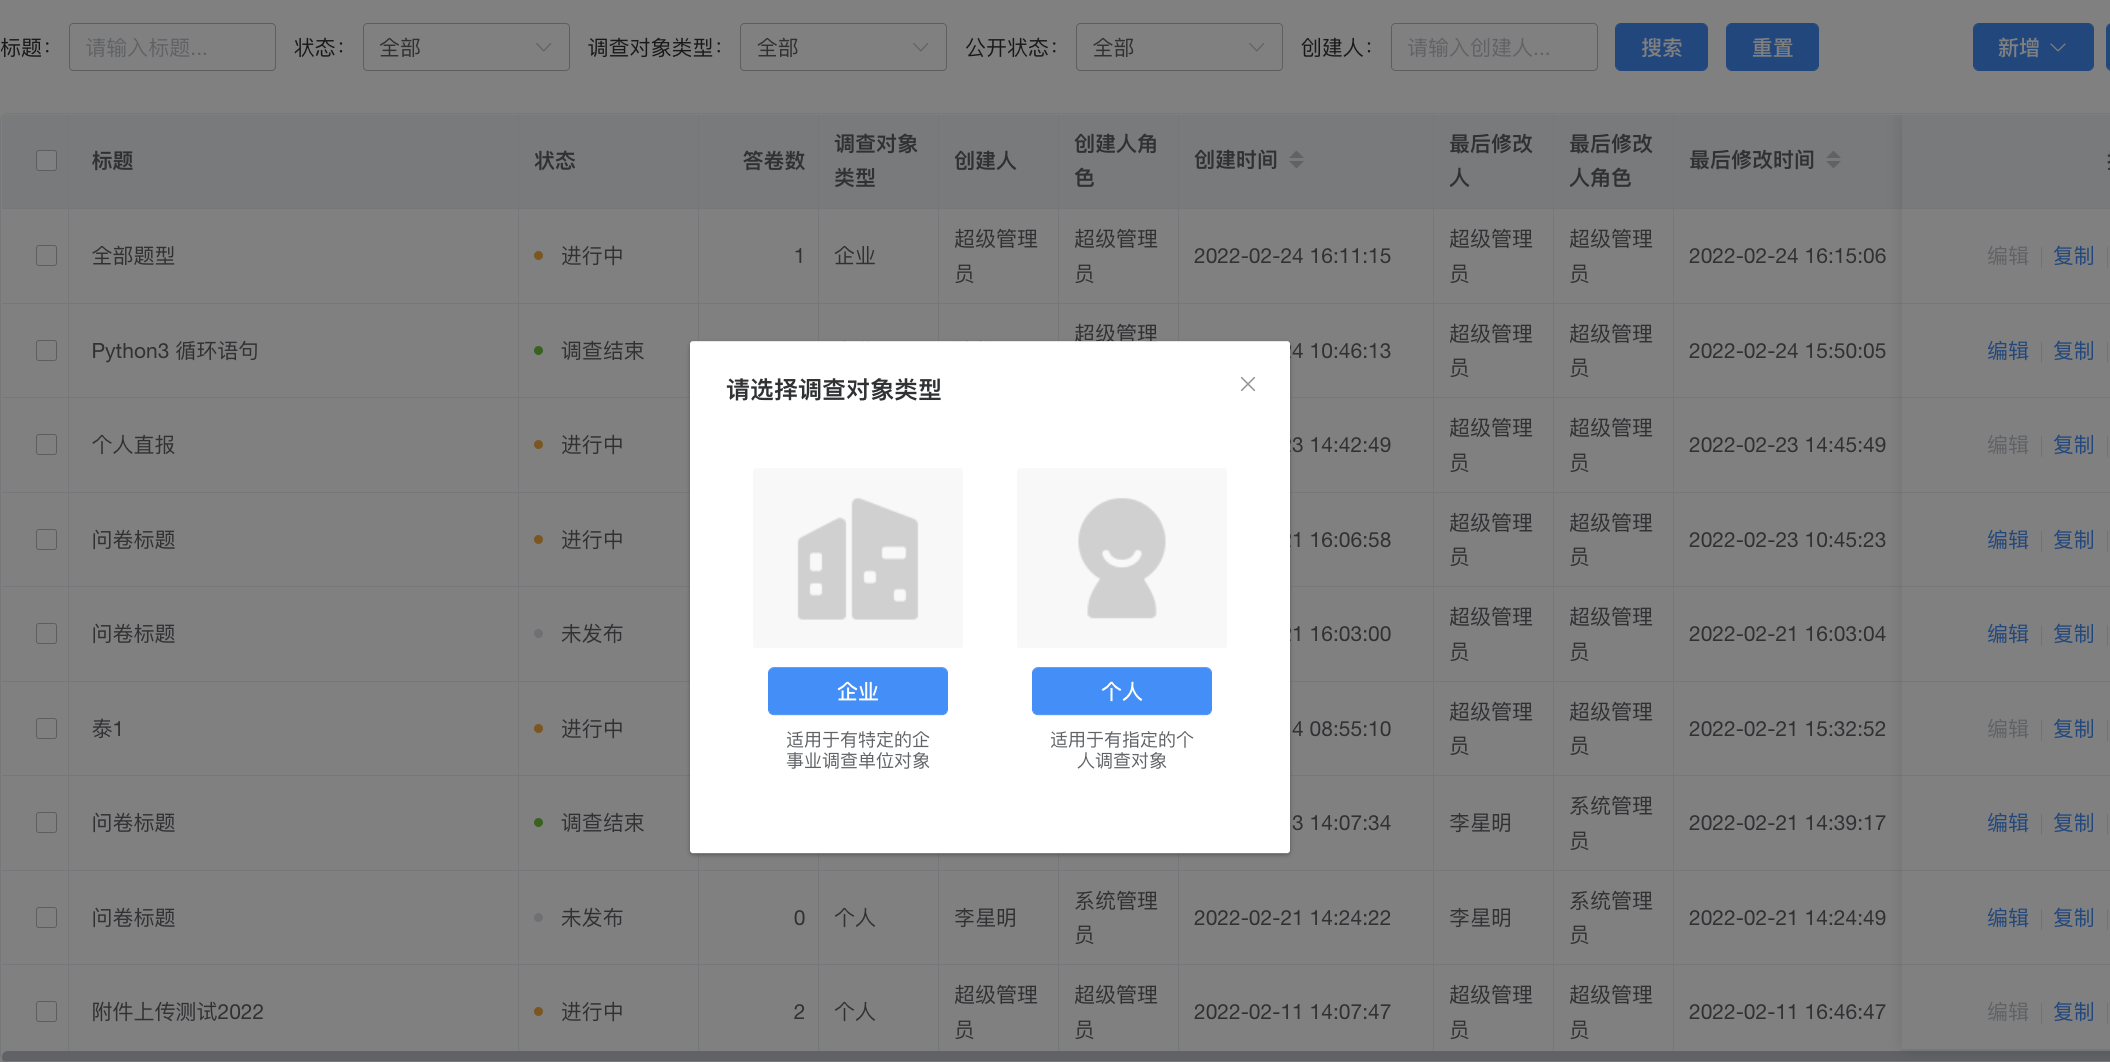 标题： 请输入标题... 状态： 全部 调查对象类型： 全部 公开状态： 全部 创建人： 请输入创建人... 搜索 重置 新增
标题 状态 答卷数 调查对象类型 创建人 创建人角色 创建时间 最后修改人 最后修改人角色 最后修改时间
全部题型 进行中 1 企业 超级管理员 超级管理员 2022-02-24 16:11:15 超级管理员 超级管理员 2022-02-24 16:15:06 编辑 复制
Python3 循环语句 调查结束 超级管理 4 10:46:13 超级管理员 超级管理员 2022-02-24 15:50:05 编辑 复制
个人直报 进行中 3 14:42:49 超级管理员 超级管理员 2022-02-23 14:45:49 编辑 复制
问卷标题 进行中 1 16:06:58 超级管理员 超级管理员 2022-02-23 10:45:23 编辑 复制
问卷标题 未发布 1 16:03:00 超级管理员 超级管理员 2022-02-21 16:03:04 编辑 复制
泰1 进行中 4 08:55:10 超级管理员 超级管理员 2022-02-21 15:32:52 编辑 复制
问卷标题 调查结束 3 14:07:34 李星明 系统管理员 2022-02-21 14:39:17 编辑 复制
问卷标题 未发布 0 个人 李星明 系统管理员 2022-02-21 14:24:22 李星明 系统管理员 2022-02-21 14:24:49 编辑 复制
附件上传测试2022 进行中 2 个人 超级管理员 超级管理员 2022-02-11 14:07:47 超级管理员 超级管理员 2022-02-11 16:46:47 编辑 复制
请选择调查对象类型
企业
适用于有特定的企
事业调查单位对象
个人
适用于有指定的个
人调查对象